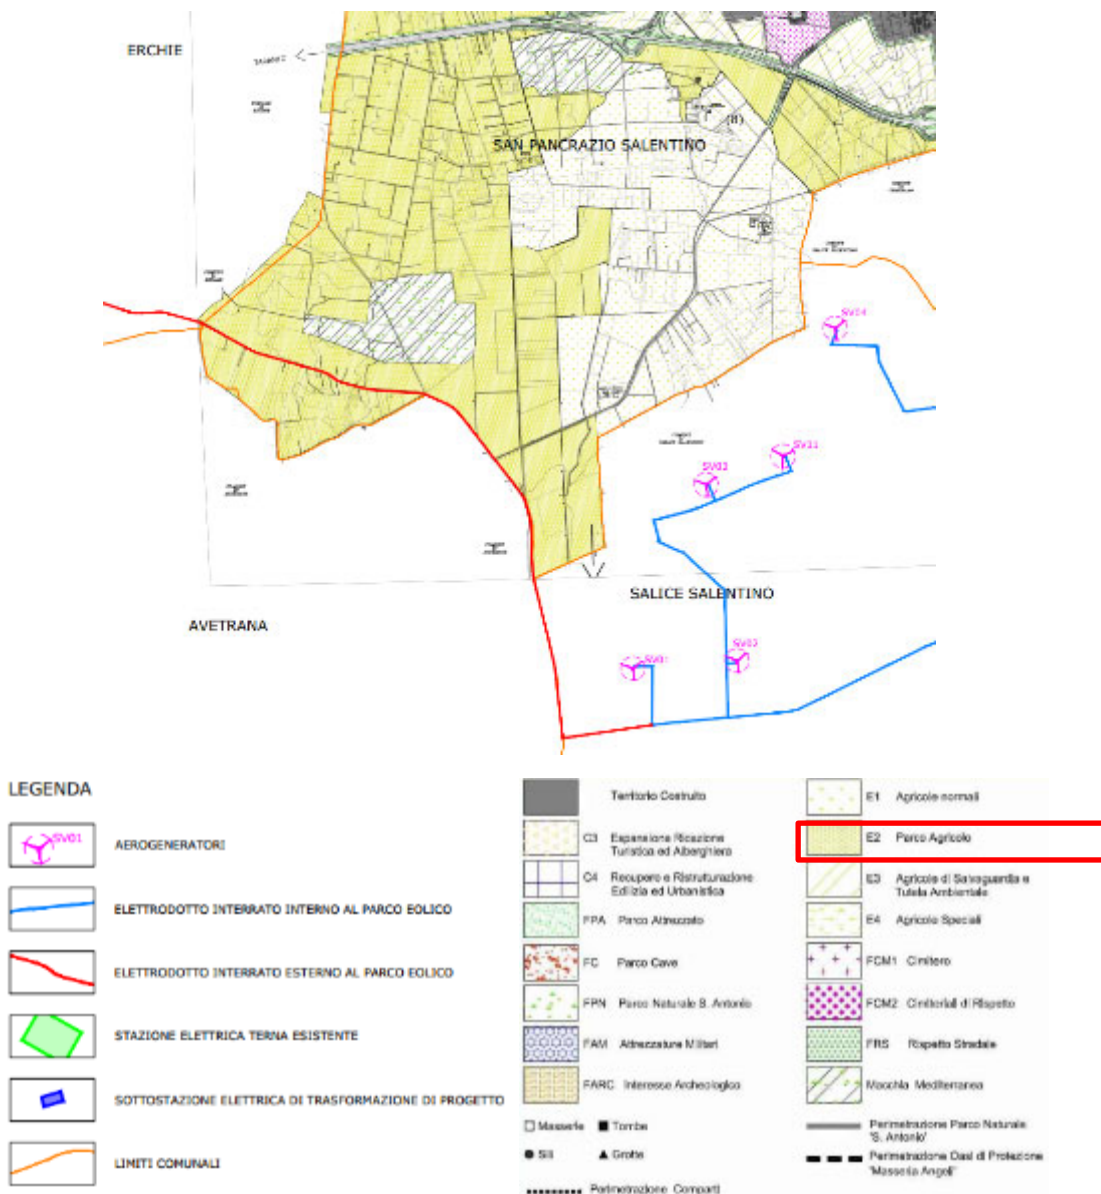 ERCHIE
TARANTO
(8)
SAN PANCRAZIO SALENTINO
SV04
SV11
SV03
SALICE SALENTINO
AVETRANA
SV01
SV02
LEGENDA
SV01
AEROGENERATORI
ELETTRODOTTO INTERRATO INTERNO AL PARCO EOLICO
ELETTRODOTTO INTERRATO ESTERNO AL PARCO EOLICO
STAZIONE ELETTRICA TERNA ESISTENTE
SOTTOSTAZIONE ELETTRICA DI TRASFORMAZIONE DI PROGETTO
LIMITI COMUNALI
Territorio Costruito
C3 Espansione Ricezione
Turistica ed Alberghiera
C4 Recupero e Ristrutturazione
Edilizia ed Urbanistica
FPA Parco Attrezzato
FC Parco Cave
FPN Parco Naturale S. Antonio
FAM Attrezzature Militari
FARC Interesse Archeologico
Masserie Tombe
Sili Grotte
Perimetrazione Comparti
E1 Agricole normali
E2 Parco Agricolo
E3 Agricole di Salvaguardia e
Tutela Ambientale
E4 Agricole Speciali
FCM1 Cimitero
FCM2 Cimiteriali di Rispetto
FRS Rispetto Stradale
Macchia Mediterranea
Perimetrazione Parco Naturale
'S. Antonio'
Perimetrazione Oasi di Protezione
'Masseria Angeli'